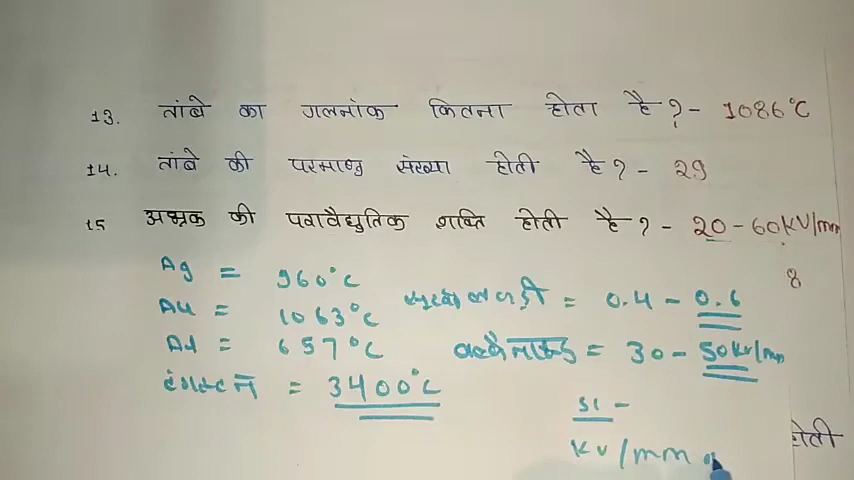 13. तांबे का गलनांक कितना होता है ? - 1086°C
14. तांबे की परमाणु संख्या होती है ? - 29
15 अभ्रक की परावैद्युतिक शक्ति होती है ? - 20 - 60KV/mm
8
Ag = 960°C
Au = 1063°C
= 657°C
टंगस्टन = 3400°C
लकड़ी = 0.4 - 0.6
= 30 - 50kv/mm
SI -
KV/mm
होती